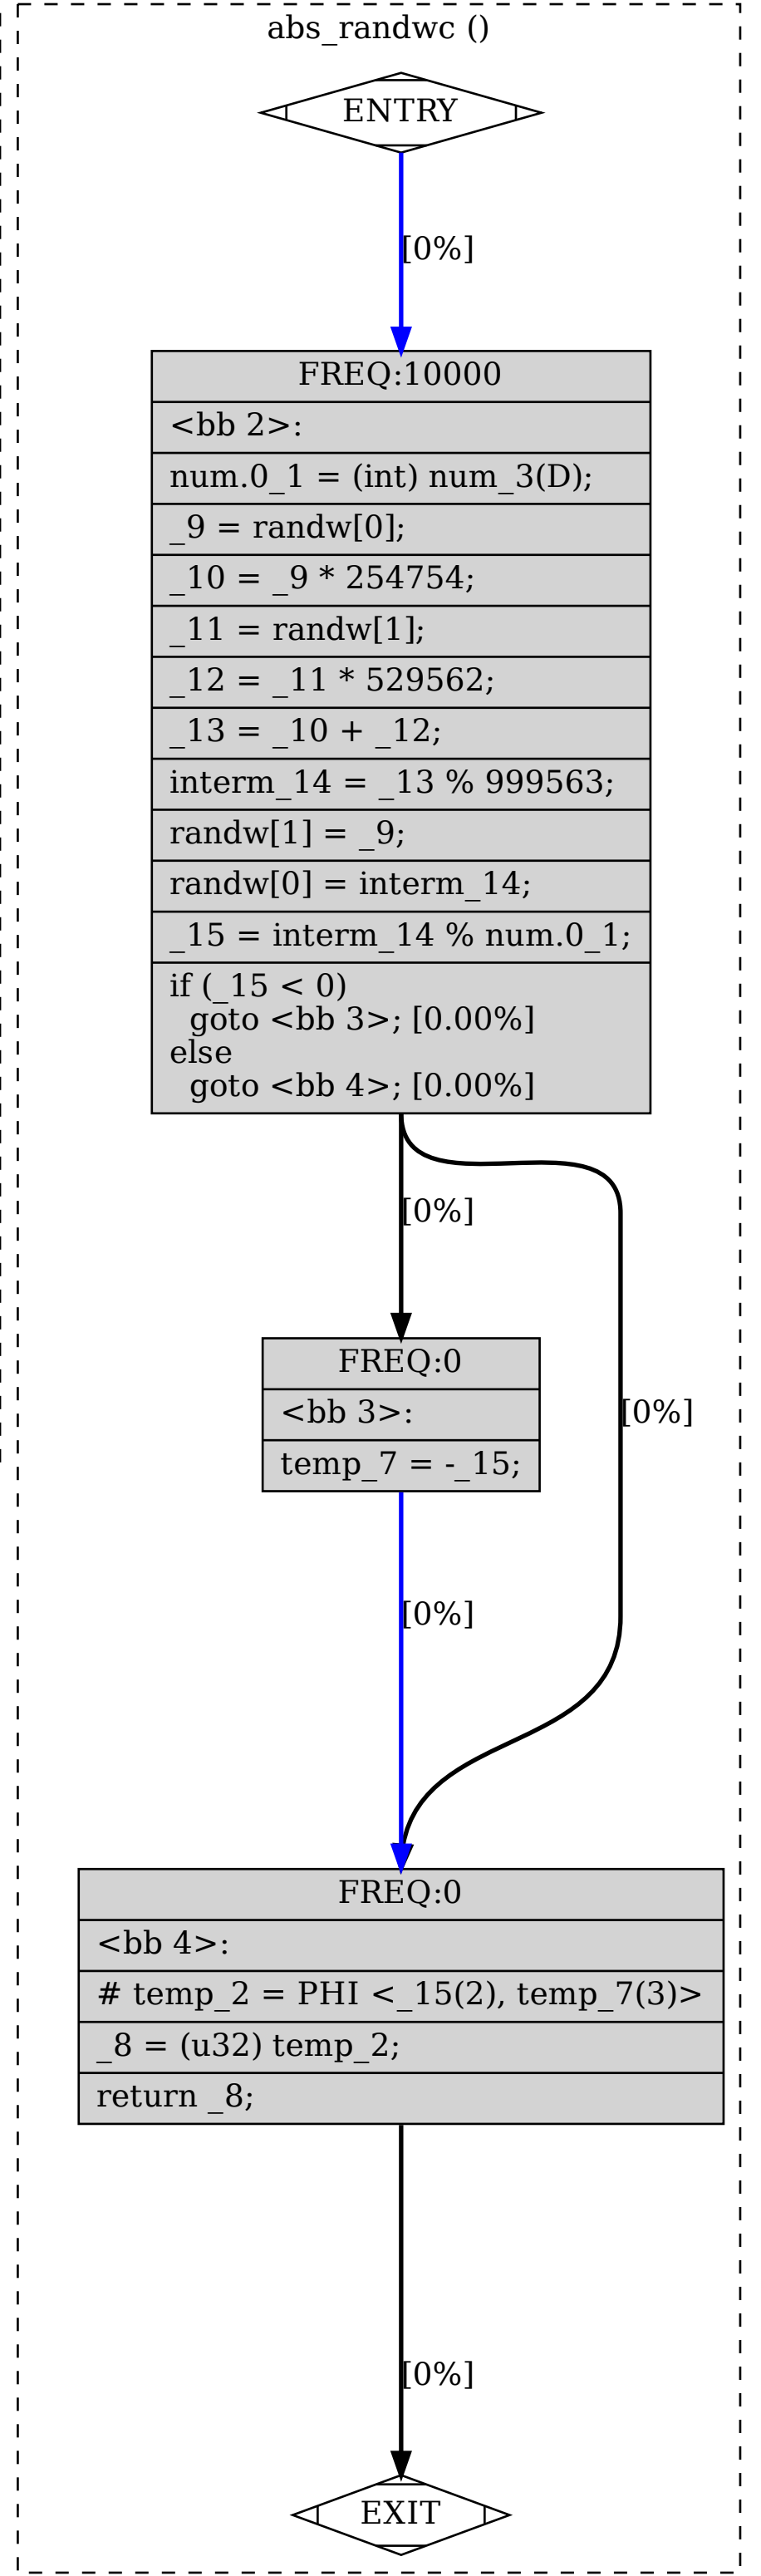 abs_randwc ()
ENTRY
[0%]
FREQ:10000
<bb 2>:
num.0_1 = (int) num_3(D);
_9 = randw[0];
_10 = _9 * 254754;
_11 = randw[1];
_12 = _11 * 529562;
_13 = _10 + _12;
interm_14 = _13 % 999563;
randw[1] = _9;
randw[0] = interm_14;
_15 = interm_14 % num.0_1;
if (_15 < 0)
goto <bb 3>; [0.00%]
else
goto <bb 4>; [0.00%]
[0%]
FREQ:0
<bb 3>:
[0%]
temp_7 = -_15;
[0%]
FREQ:0
<bb 4>:
# temp_2 = PHI <_15(2), temp_7(3)>
_8 = (u32) temp_2;
return _8;
[0%]
EXIT